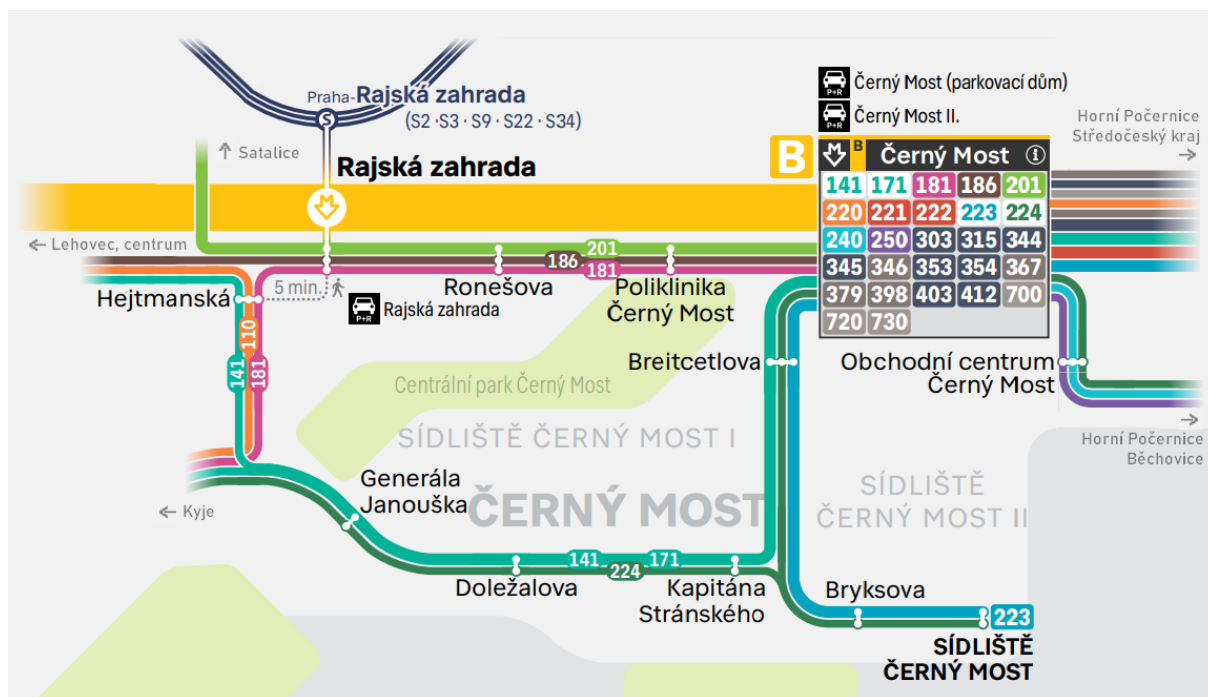 Praha-Rajská zahrada
S
(S2 · S3 · S9 · S22 · S34)
↑ Satalice
Rajská zahrada
P+R Černý Most (parkovací dům)
P+R Černý Most II.
Horní Počernice
Středočeský kraj
→
B
B Černý Most i
141 171 181 186 201
220 221 222 223 224
240 250 303 315 344
345 346 353 354 367
379 398 403 412 700
720 730
← Lehovec, centrum
201
186
181
Hejtmanská
5 min.
P+R Rajská zahrada
Ronešova
Poliklinika
Černý Most
110
141
181
Breitcetlova
Obchodní centrum
Černý Most
Centrální park Černý Most
SÍDLIŠTĚ ČERNÝ MOST I
→
Horní Počernice
Běchovice
Generála
Janouška
ČERNÝ MOST
SÍDLIŠTĚ
ČERNÝ MOST II
← Kyje
141 171
224
Doležalova
Kapitána
Stránského
Bryksova
223
SÍDLIŠTĚ
ČERNÝ MOST